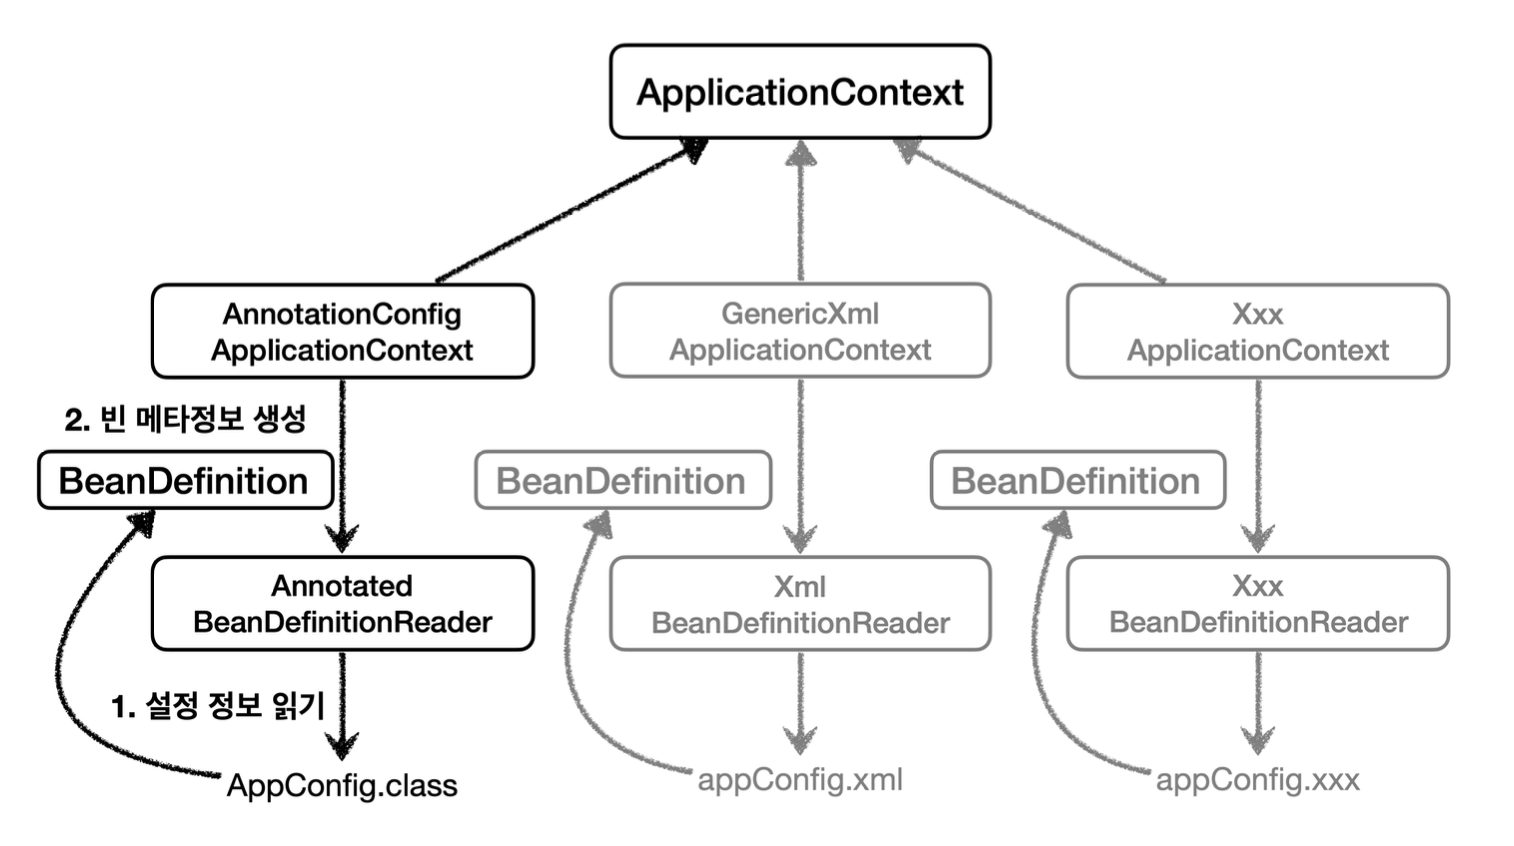 ApplicationContext
AnnotationConfig
ApplicationContext
GenericXml
ApplicationContext
Xxx
ApplicationContext
2. 빈 메타정보 생성
BeanDefinition
BeanDefinition
BeanDefinition
Annotated
BeanDefinitionReader
Xml
BeanDefinitionReader
Xxx
BeanDefinitionReader
1. 설정 정보 읽기
AppConfig.class
appConfig.xml
appConfig.xxx